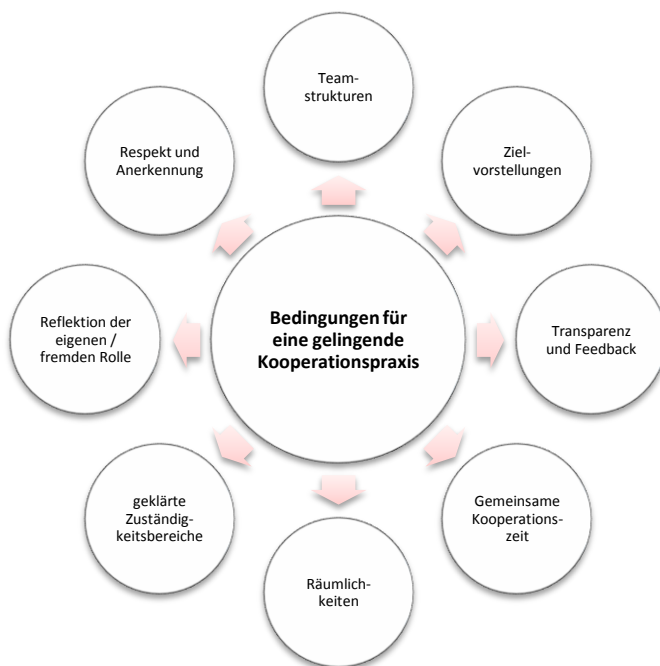 Team-
strukturen
Ziel-
vorstellungen
Transparenz
und Feedback
Gemeinsame
Kooperations-
zeit
Räumlich-
keiten
geklärte
Zuständig-
keitsbereiche
Reflektion der
eigenen /
fremden Rolle
Respekt und
Anerkennung
Bedingungen für
eine gelingende
Kooperationspraxis